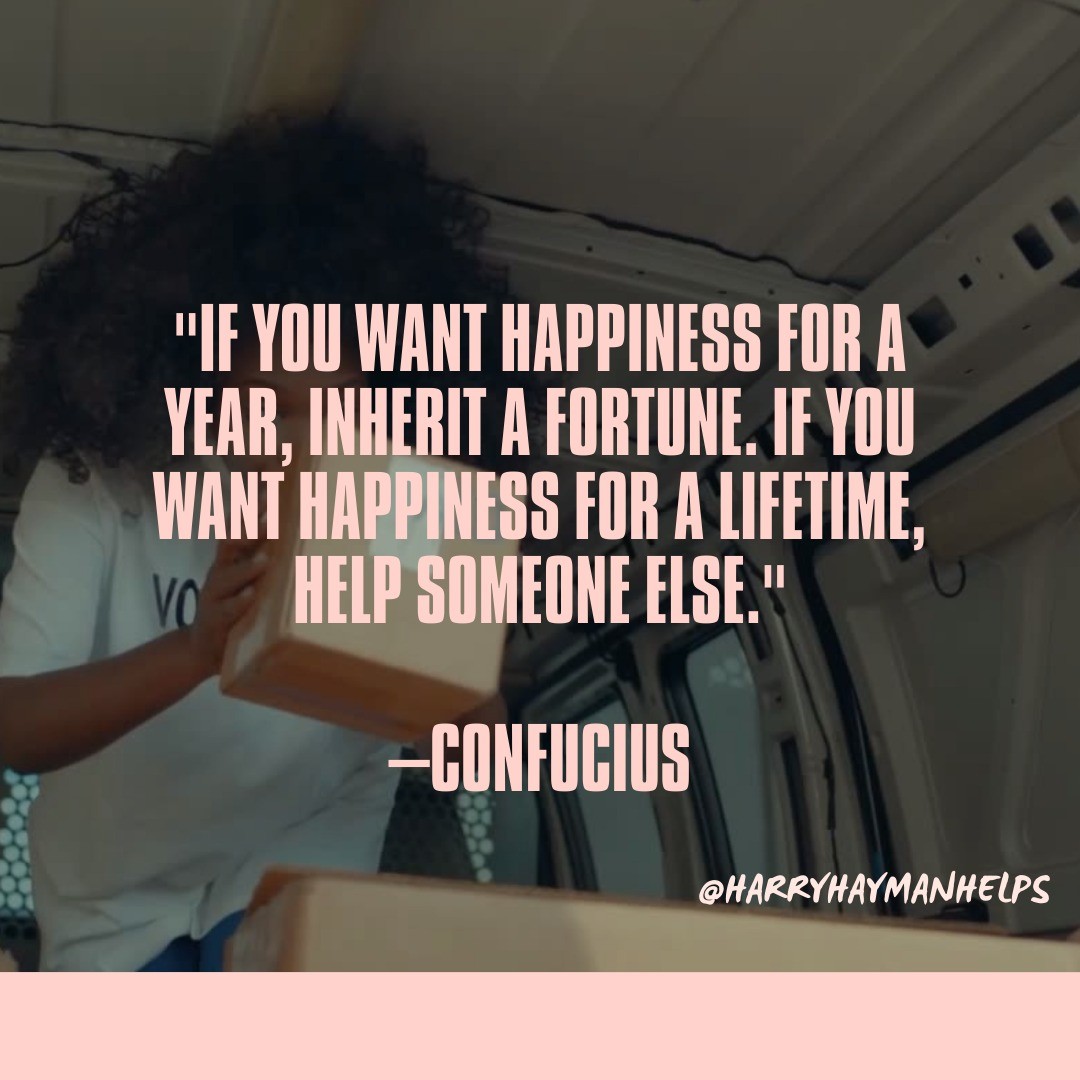 "IF YOU WANT HAPPINESS FOR A
YEAR, INHERIT A FORTUNE. IF YOU
WANT HAPPINESS FOR A LIFETIME,
HELP SOMEONE ELSE."
—CONFUCIUS
VO
@HARRYHAYMANHELPS